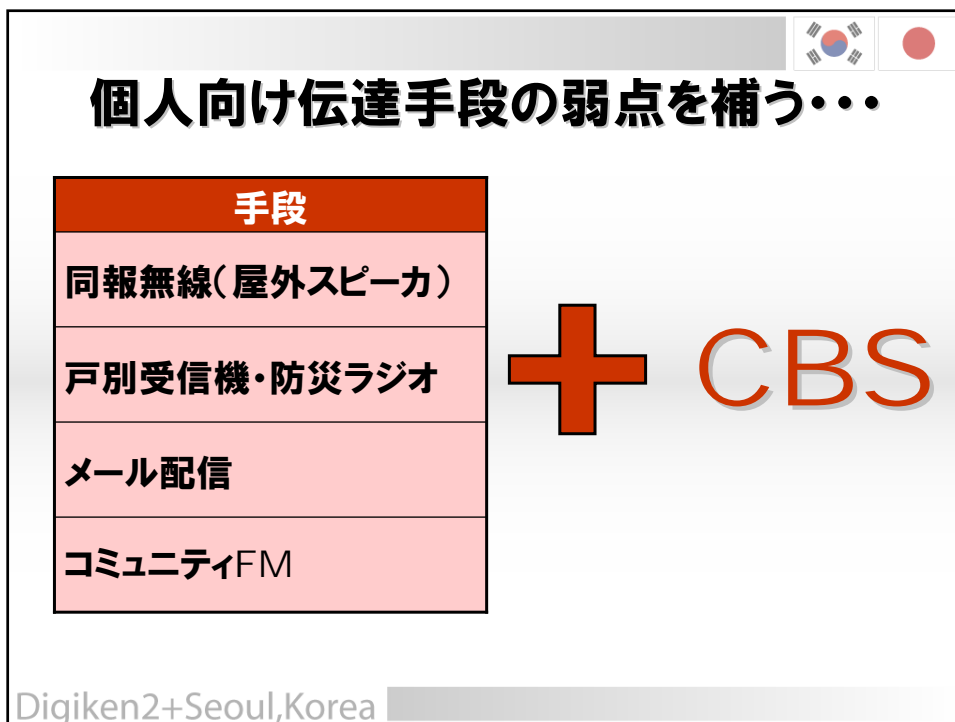 個人向け伝達手段の弱点を補う・・・
手段
同報無線（屋外スピーカ）
戸別受信機・防災ラジオ
メール配信
コミュニティFM
CBS
Digiken2+Seoul,Korea